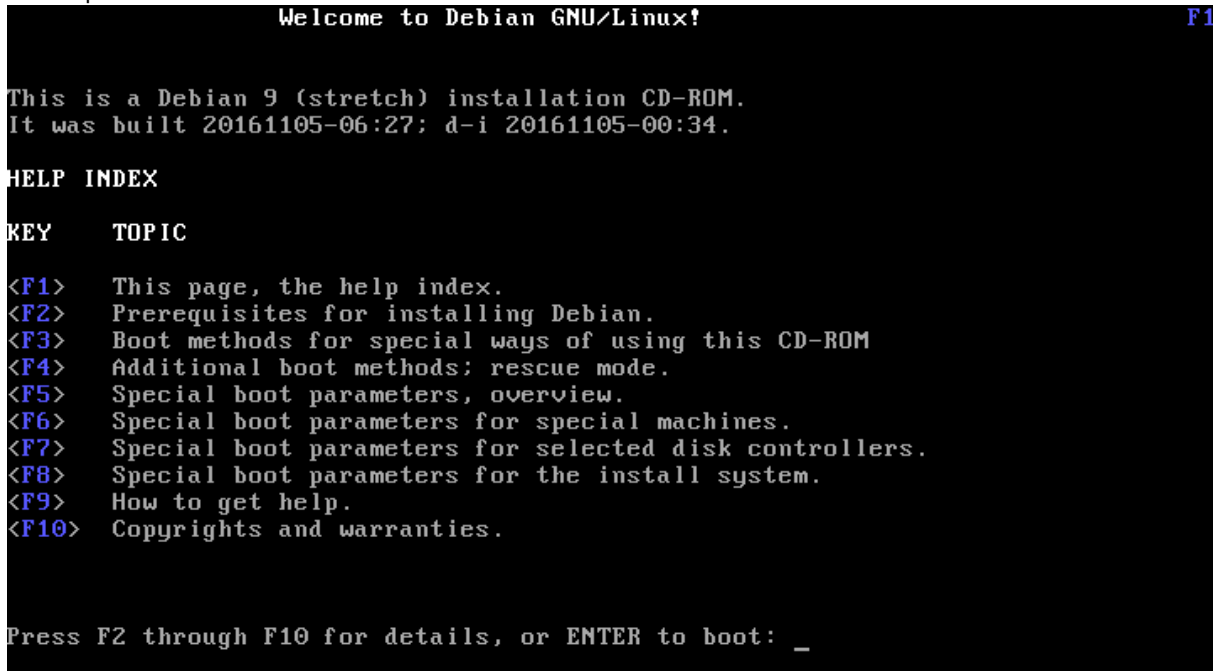 Welcome to Debian GNU/Linux! F1
This is a Debian 9 (stretch) installation CD-ROM.
It was built 20161105-06:27; d-i 20161105-00:34.
HELP INDEX
KEY TOPIC
<F1> This page, the help index.
<F2> Prerequisites for installing Debian.
<F3> Boot methods for special ways of using this CD-ROM
<F4> Additional boot methods; rescue mode.
<F5> Special boot parameters, overview.
<F6> Special boot parameters for special machines.
<F7> Special boot parameters for selected disk controllers.
<F8> Special boot parameters for the install system.
<F9> How to get help.
<F10> Copyrights and warranties.
Press F2 through F10 for details, or ENTER to boot: _